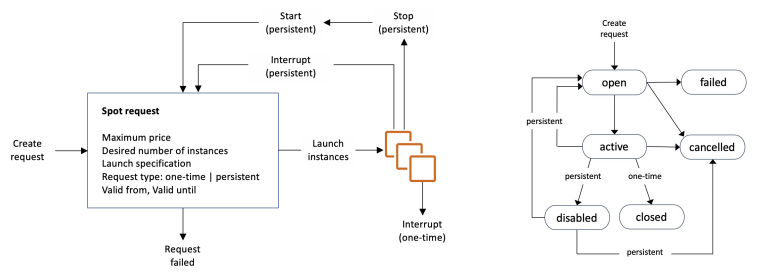 Start
(persistent)
Stop
(persistent)
Interrupt
(persistent)
Create
request
Spot request
Maximum price
Desired number of instances
Launch specification
Request type: one-time | persistent
Valid from, Valid until
Launch
instances
Interrupt
(one-time)
Request
failed
Create
request
open
failed
persistent
active
cancelled
persistent
one-time
disabled
closed
persistent